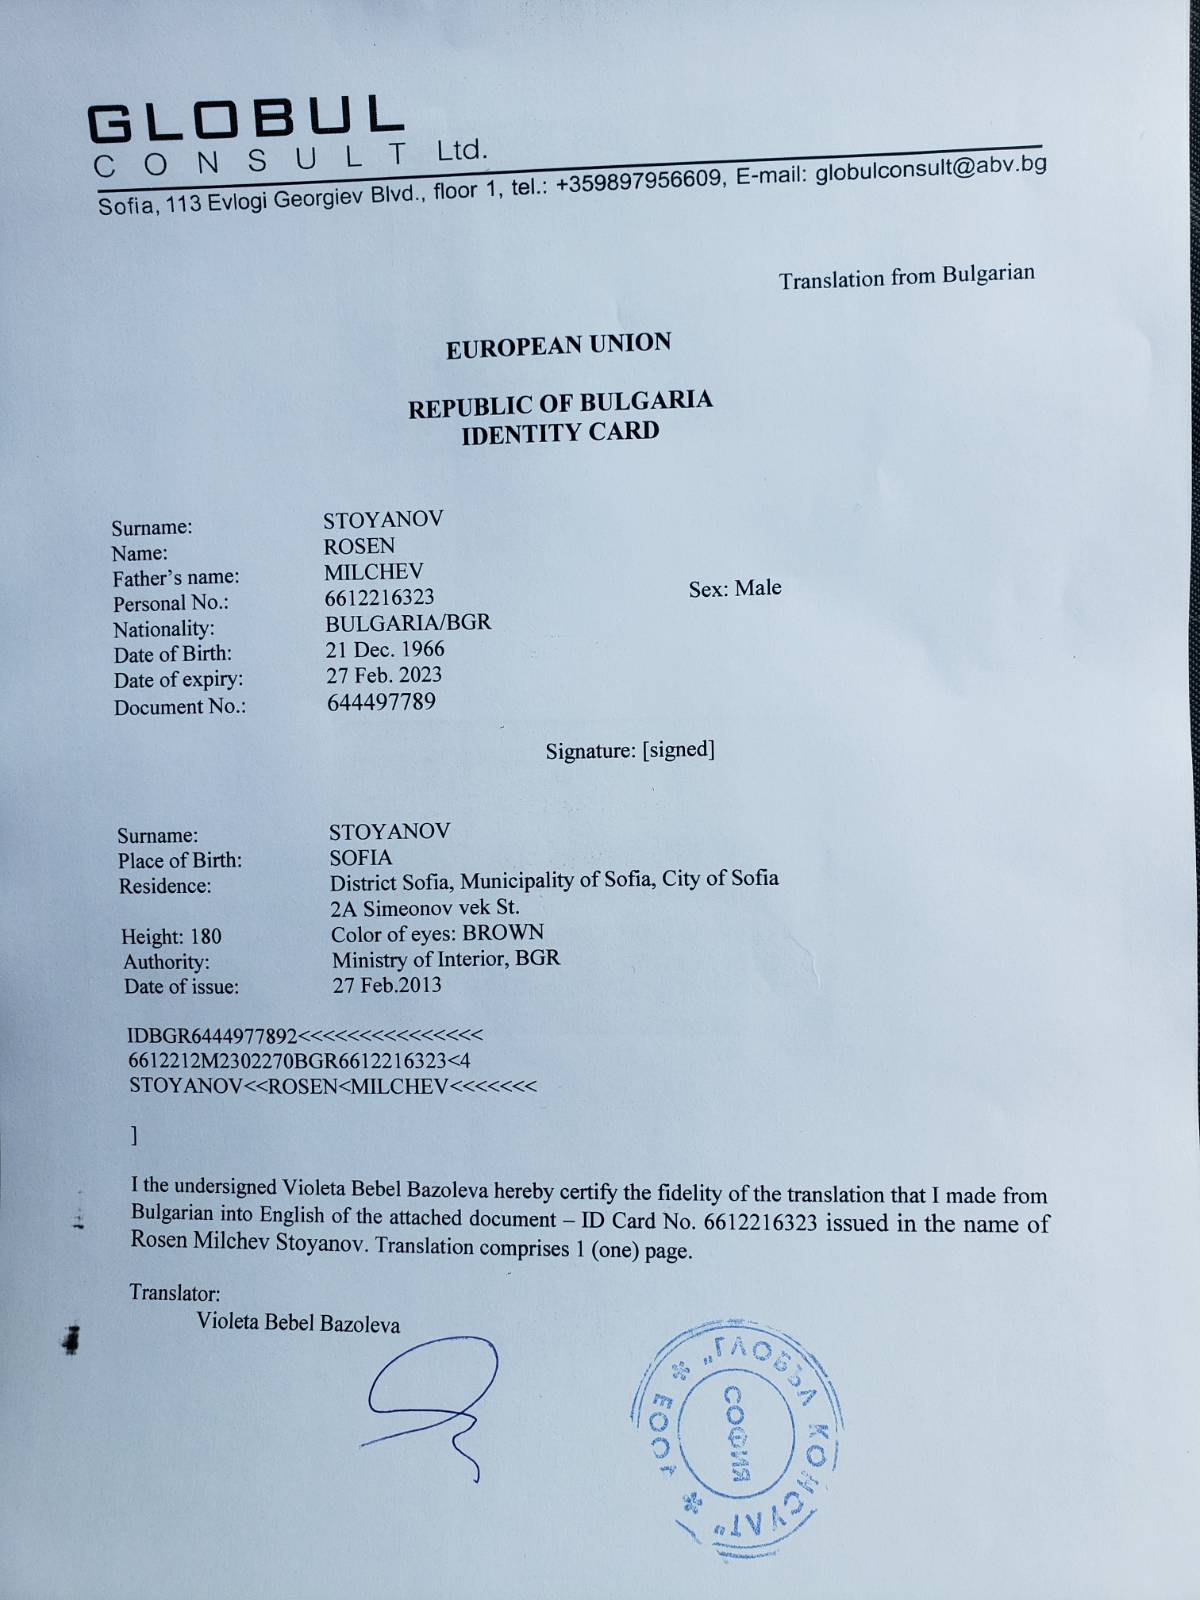 GLOBUL
CONSULT Ltd.
Sofia, 113 Evlogi Georgiev Blvd., floor 1, tel.: +359897956609, E-mail: globulconsult@abv.bg
Translation from Bulgarian
EUROPEAN UNION
REPUBLIC OF BULGARIA
IDENTITY CARD
Surname: STOYANOV
Name: ROSEN
Father's name: MILCHEV
Personal No.: 6612216323 Sex: Male
Nationality: BULGARIA/BGR
Date of Birth: 21 Dec. 1966
Date of expiry: 27 Feb. 2023
Document No.: 644497789
Signature: [signed]
Surname: STOYANOV
Place of Birth: SOFIA
Residence: District Sofia, Municipality of Sofia, City of Sofia
2A Simeonov vek St.
Height: 180 Color of eyes: BROWN
Authority: Ministry of Interior, BGR
Date of issue: 27 Feb.2013
IDBGR6444977892<<<<<<<<<<<<<<<
6612212M2302270BGR6612216323<4
STOYANOV<<ROSEN<MILCHEV<<<<<<<
]
I the undersigned Violeta Bebel Bazoleva hereby certify the fidelity of the translation that I made from
Bulgarian into English of the attached document – ID Card No. 6612216323 issued in the name of
Rosen Milchev Stoyanov. Translation comprises 1 (one) page.
Translator:
Violeta Bebel Bazoleva
"ГЛОБЪЛ КОНСУЛТ"
ЕООД
СОФИЯ